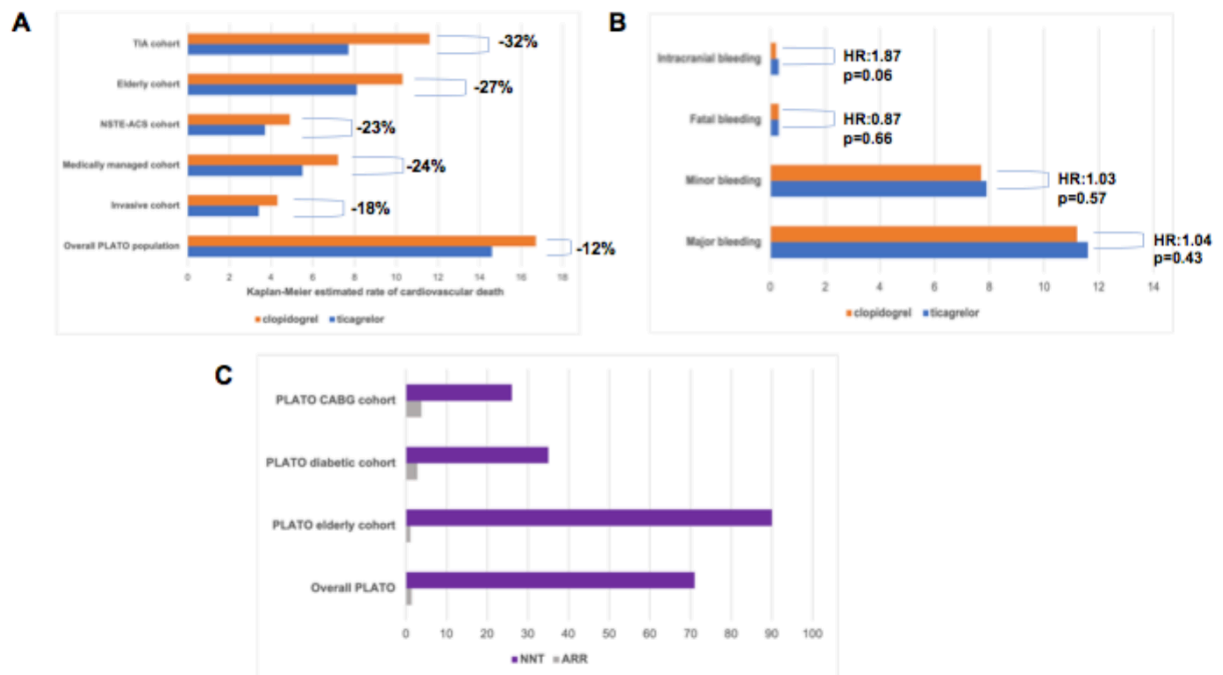 A
TIA cohort
-32%
Elderly cohort
-27%
NSTE-ACS cohort
-23%
Medically managed cohort
-24%
Invasive cohort
-18%
Overall PLATO population
-12%
0 2 4 6 8 10 12 14 16 18
Kaplan-Meier estimated rate of cardiovascular death
clopidogrel ticagrelor
B
Intracranial bleeding
HR:1.87
p=0.06
Fatal bleeding
HR:0.87
p=0.66
Minor bleeding
HR:1.03
p=0.57
Major bleeding
HR:1.04
p=0.43
0 2 4 6 8 10 12 14
clopidogrel ticagrelor
C
PLATO CABG cohort
PLATO diabetic cohort
PLATO elderly cohort
Overall PLATO
0 10 20 30 40 50 60 70 80 90 100
NNT ARR